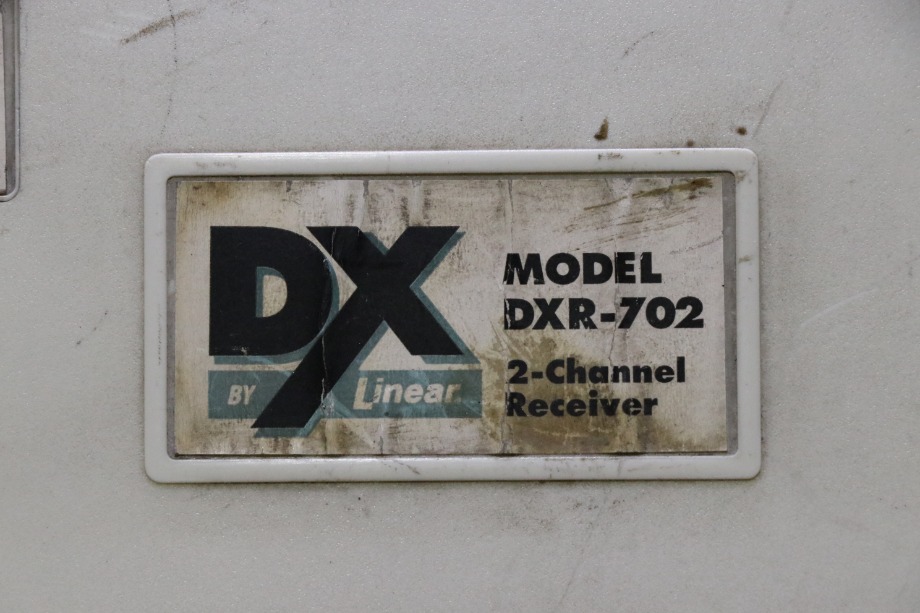 DX
BY Linear
MODEL
DXR-702
2-Channel
Receiver